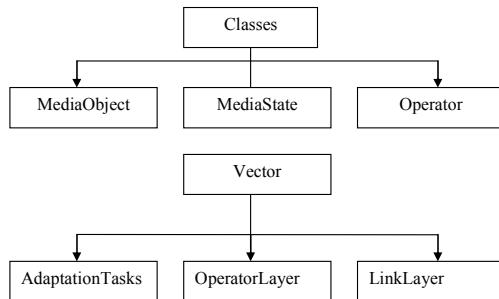 Classes
MediaObject
MediaState
Operator
Vector
AdaptationTasks
OperatorLayer
LinkLayer